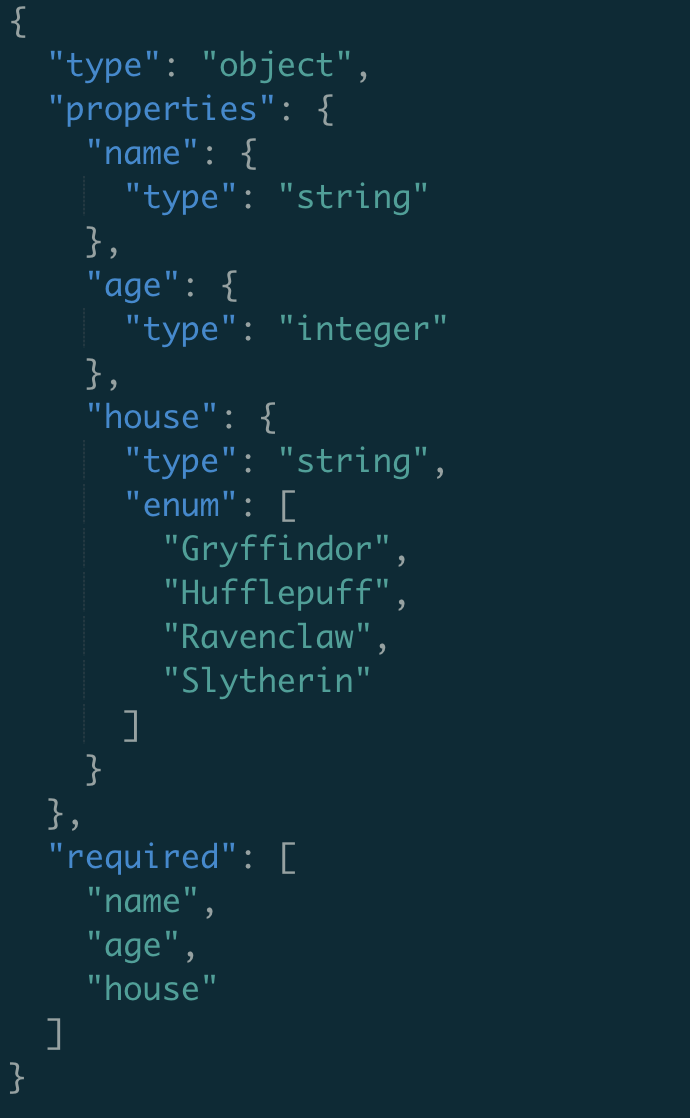 {
  "type": "object",
  "properties": {
    "name": {
      "type": "string"
    },
    "age": {
      "type": "integer"
    },
    "house": {
      "type": "string",
      "enum": [
        "Gryffindor",
        "Hufflepuff",
        "Ravenclaw",
        "Slytherin"
      ]
    }
  },
  "required": [
    "name",
    "age",
    "house"
  ]
}